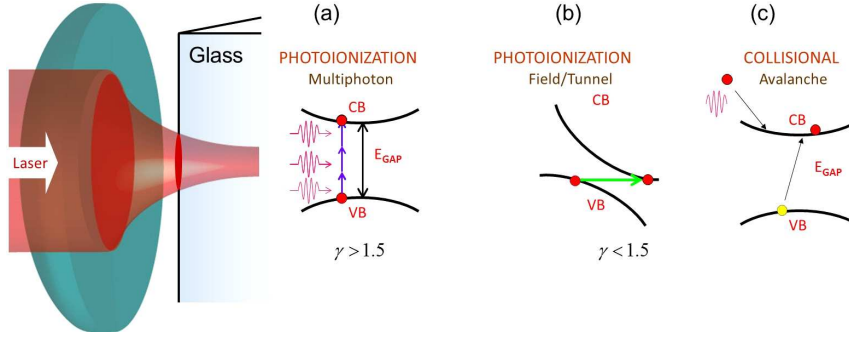 Laser
Glass
(a)
PHOTOIONIZATION
Multiphoton
CB
E_GAP
VB
γ > 1.5
(b)
PHOTOIONIZATION
Field/Tunnel
CB
VB
γ < 1.5
(c)
COLLISIONAL
Avalanche
CB
E_GAP
VB